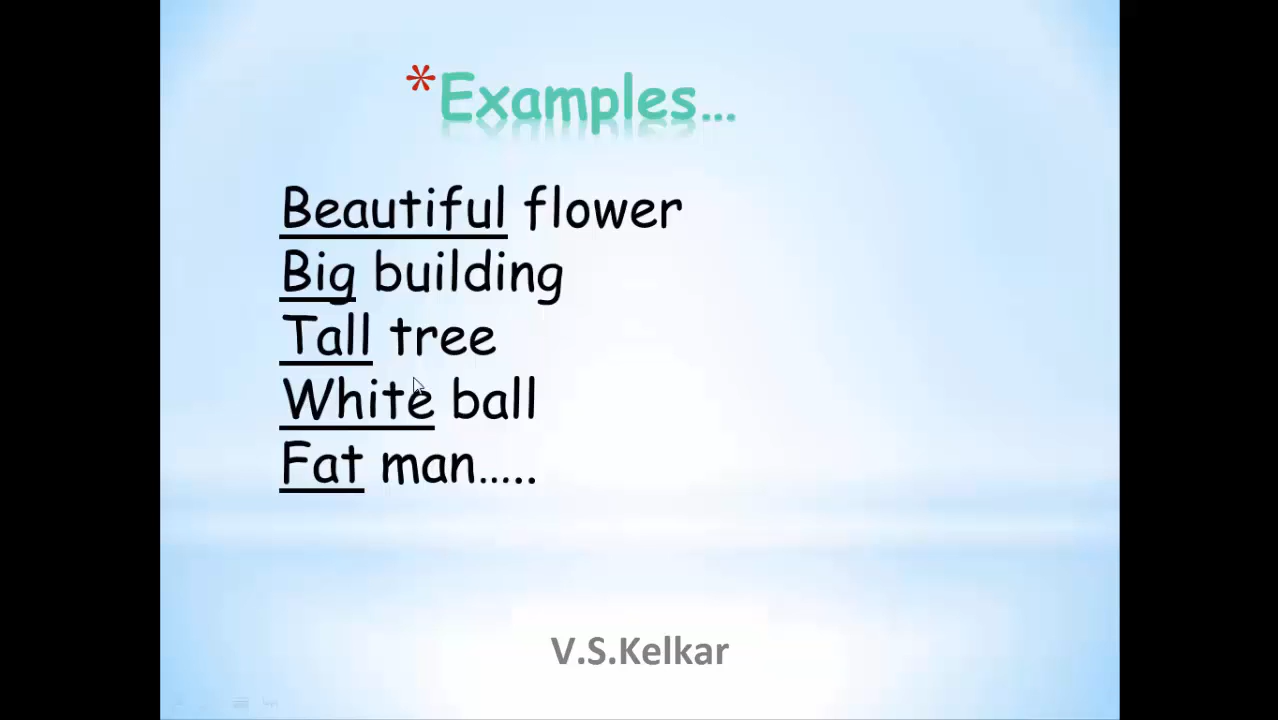 *Examples…
Beautiful flower
Big building
Tall tree
White ball
Fat man…..
V.S.Kelkar